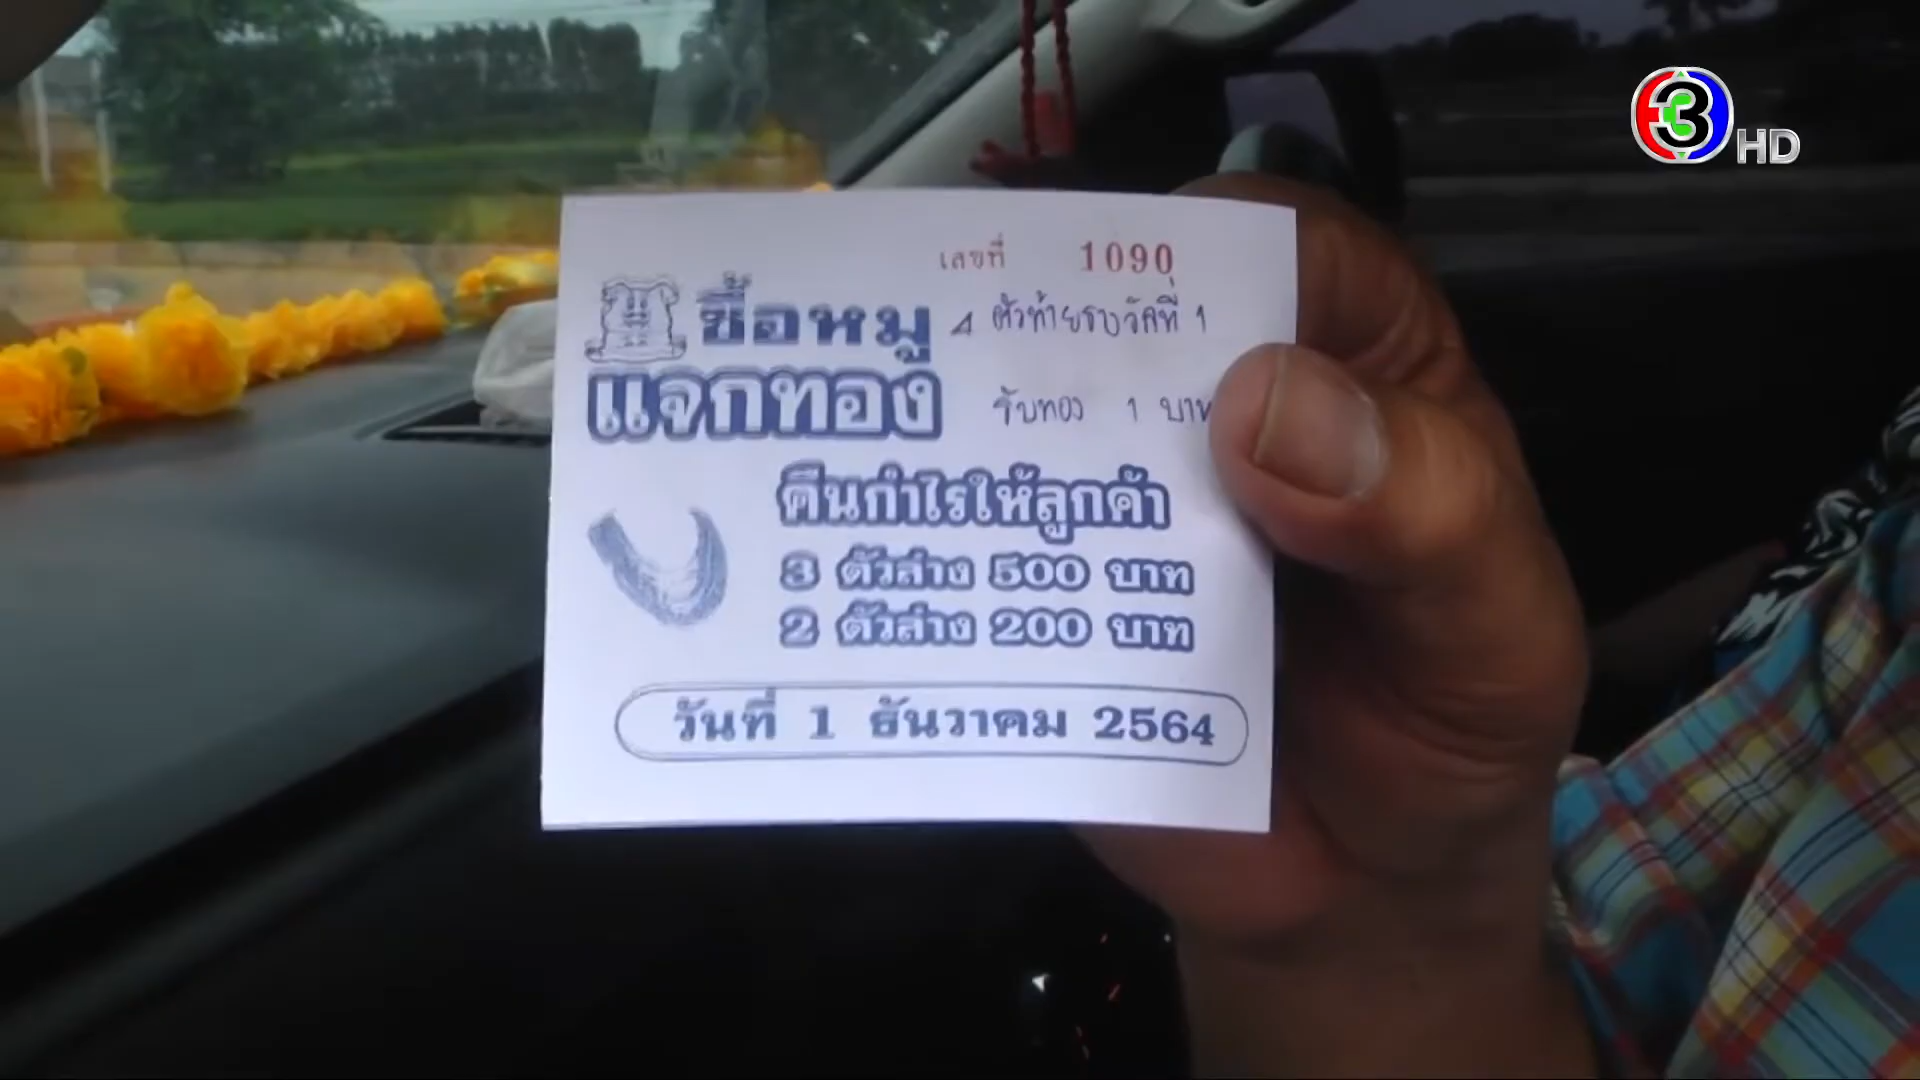 3 HD
เลขที่ 1090
ซื้อหมู 4 ตัวท้ายรางวัลที่ 1
แจกทอง รับทอง 1 บาท
คืนกำไรให้ลูกค้า
3 ตัวล่าง 500 บาท
2 ตัวล่าง 200 บาท
วันที่ 1 ธันวาคม 2564